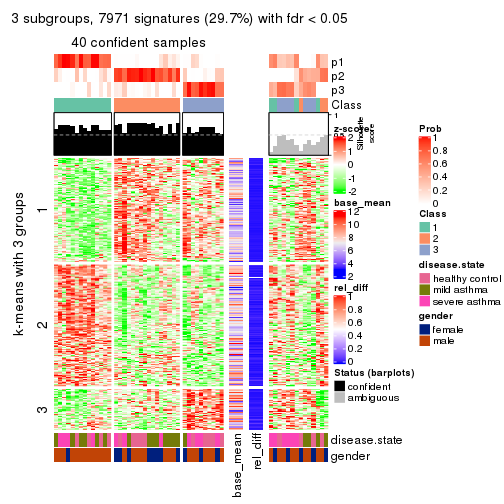 3 subgroups, 7971 signatures (29.7%) with fdr < 0.05
40 confident samples
p1
p2
p3
Class
1
Silhouette
score
k-means with 3 groups
1
2
3
z-score
2
1
0
-1
-2
base_mean
12
10
8
6
4
2
rel_diff
1
0.8
0.6
0.4
0.2
0
Status (barplots)
confident
ambiguous
Prob
1
0.8
0.6
0.4
0.2
0
Class
1
2
3
disease.state
healthy control
mild asthma
severe asthma
gender
female
male
disease.state
gender
base_mean
rel_diff